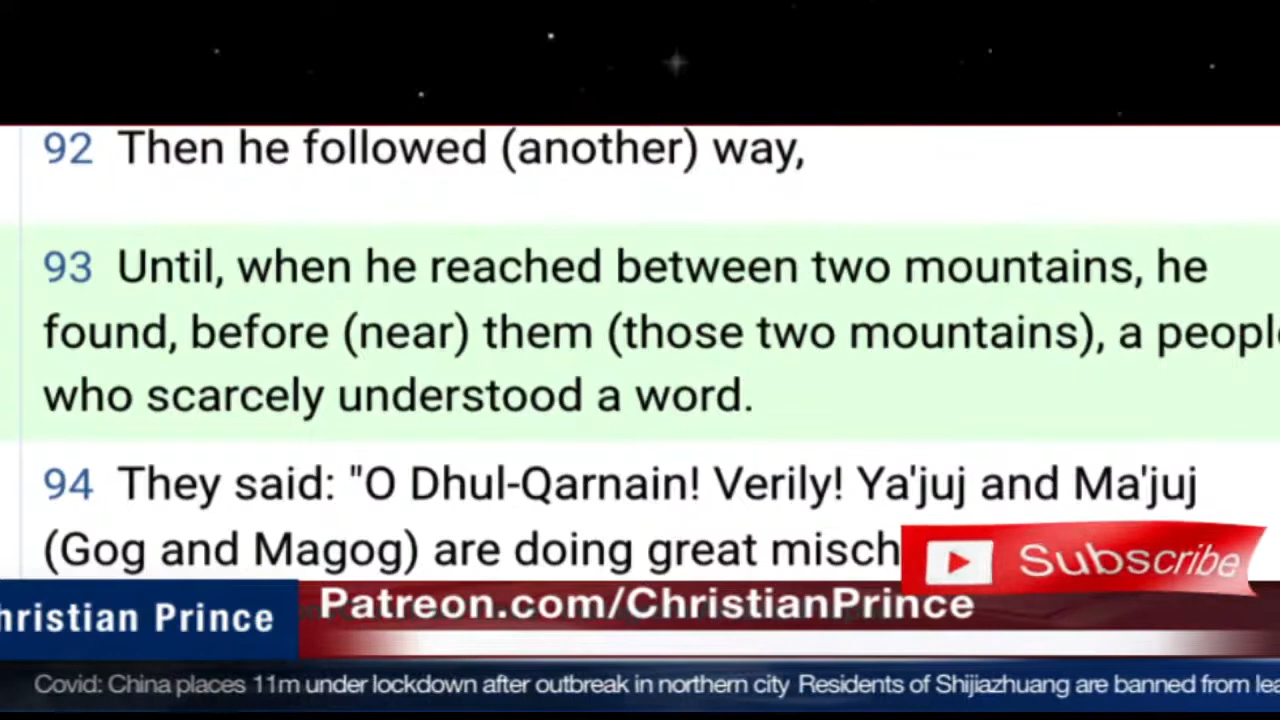 92 Then he followed (another) way,
93 Until, when he reached between two mountains, he
found, before (near) them (those two mountains), a people
who scarcely understood a word.
94 They said: "O Dhul-Qarnain! Verily! Ya'juj and Ma'juj
(Gog and Magog) are doing great misch
Subscribe
hristian Prince
Patreon.com/ChristianPrince
Covid: China places 11m under lockdown after outbreak in northern city Residents of Shijiazhuang are banned from lea